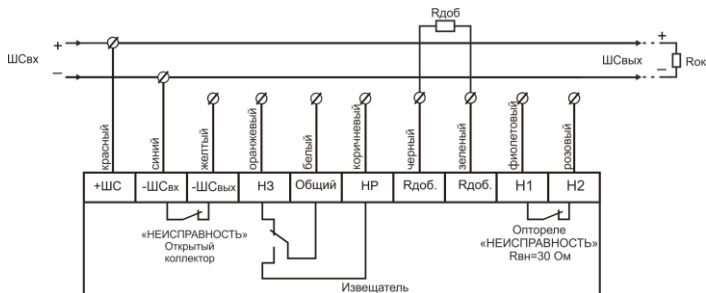 Rдоб
+
ШСвх
–
+
ШСвых
–
Rок
красный
синий
желтый
оранжевый
белый
коричневый
черный
зеленый
фиолетовый
розовый
+ШС
-ШСвх
-ШСвых
НЗ
Общий
НР
Rдоб.
Rдоб.
Н1
Н2
«НЕИСПРАВНОСТЬ»
Открытый
коллектор
Оптореле
«НЕИСПРАВНОСТЬ»
Rвн=30 Ом
Извещатель